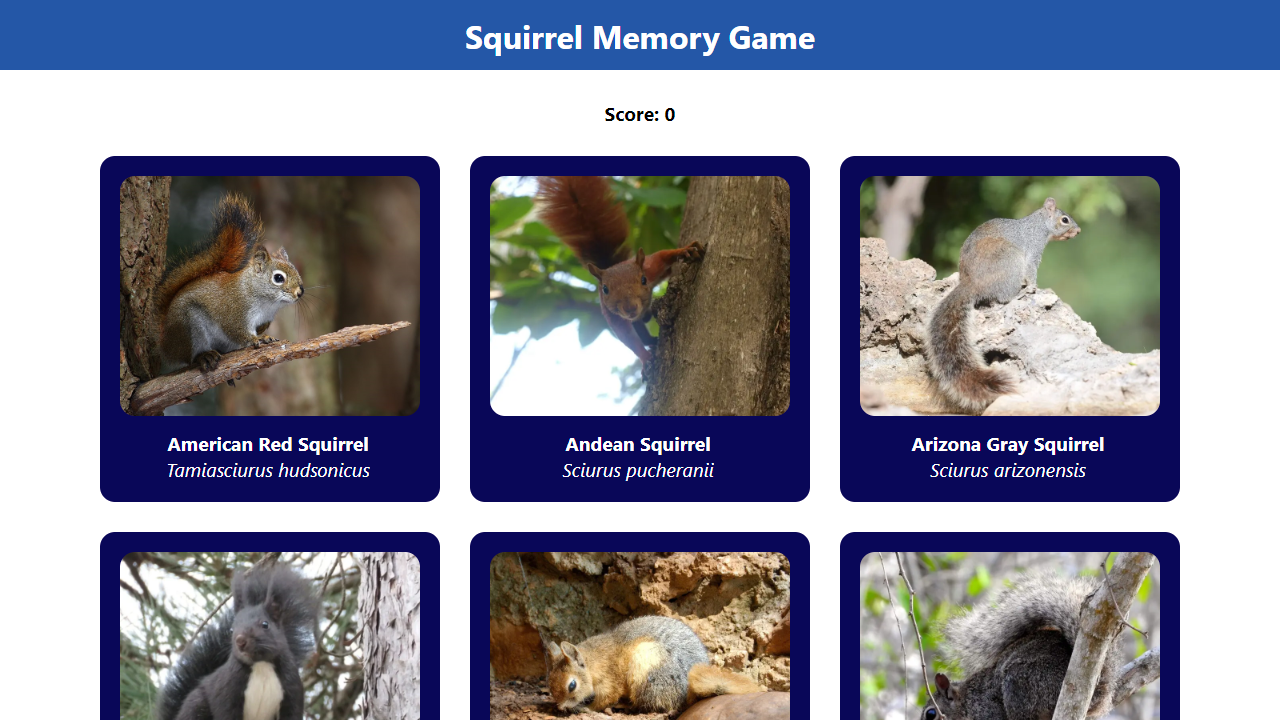 Squirrel Memory Game
Score: 0
American Red Squirrel
Tamiasciurus hudsonicus
Andean Squirrel
Sciurus pucheranii
Arizona Gray Squirrel
Sciurus arizonensis